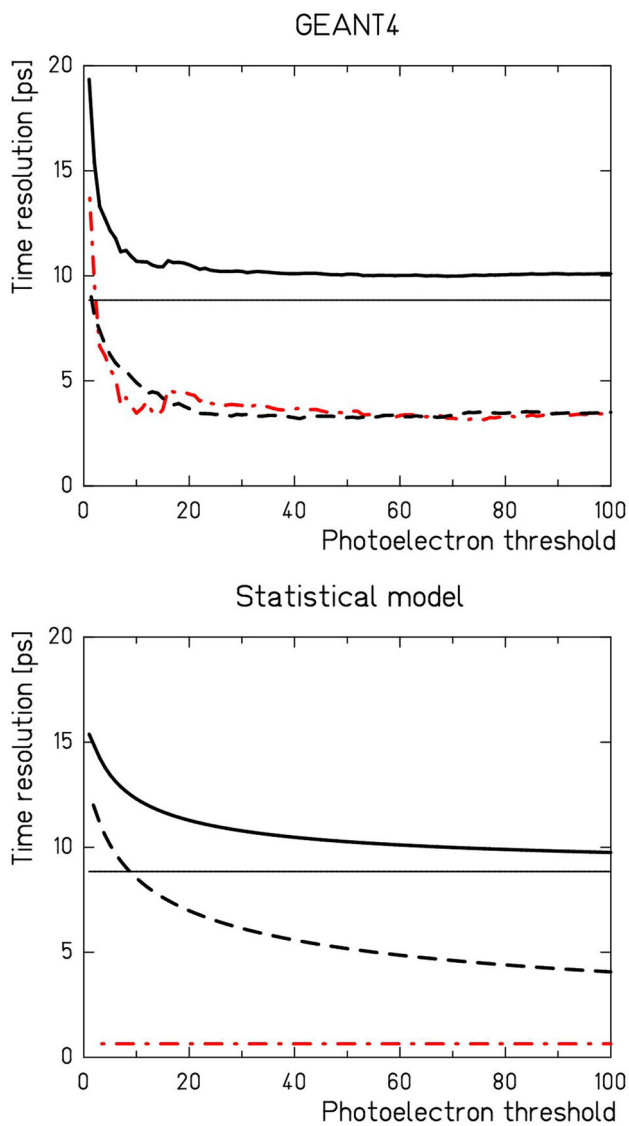 GEANT4
Time resolution [ps]
20
15
10
5
0
0 20 40 60 80 100
Photoelectron threshold
Statistical model
Time resolution [ps]
20
15
10
5
0
0 20 40 60 80 100
Photoelectron threshold